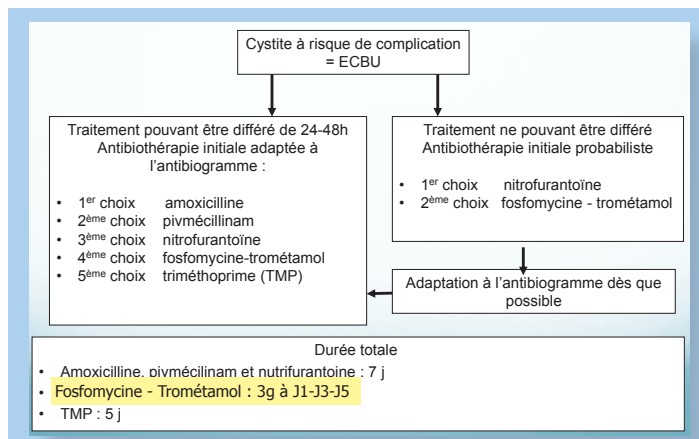 Cystite à risque de complication
= ECBU
Traitement pouvant être différé de 24-48h
Antibiothérapie initiale adaptée à
l'antibiogramme :
• 1er choix amoxicilline
• 2ème choix pivmécillinam
• 3ème choix nitrofurantoïne
• 4ème choix fosfomycine-trométamol
• 5ème choix triméthoprime (TMP)
Traitement ne pouvant être différé
Antibiothérapie initiale probabiliste
• 1er choix nitrofurantoïne
• 2ème choix fosfomycine - trométamol
Adaptation à l'antibiogramme dès que
possible
Durée totale
• Amoxicilline, pivmécilinam et nutrifurantoine : 7 j
• Fosfomycine - Trométamol : 3g à J1-J3-J5
• TMP : 5 j